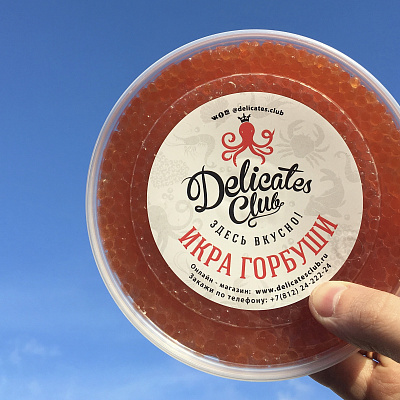 @delicates.club
Delicates
Club
ЗДЕСЬ ВКУСНО!
ИКРА ГОРБУШИ
Онлайн - магазин: www.delicatesclub.ru
Закажи по телефону: +7(812) 24-222-24